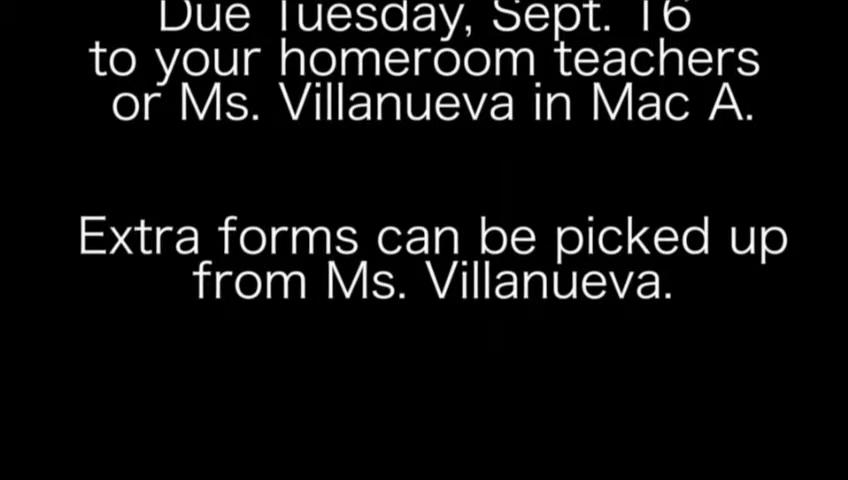 Due Tuesday, Sept. 16
to your homeroom teachers
or Ms. Villanueva in Mac A.
Extra forms can be picked up
from Ms. Villanueva.